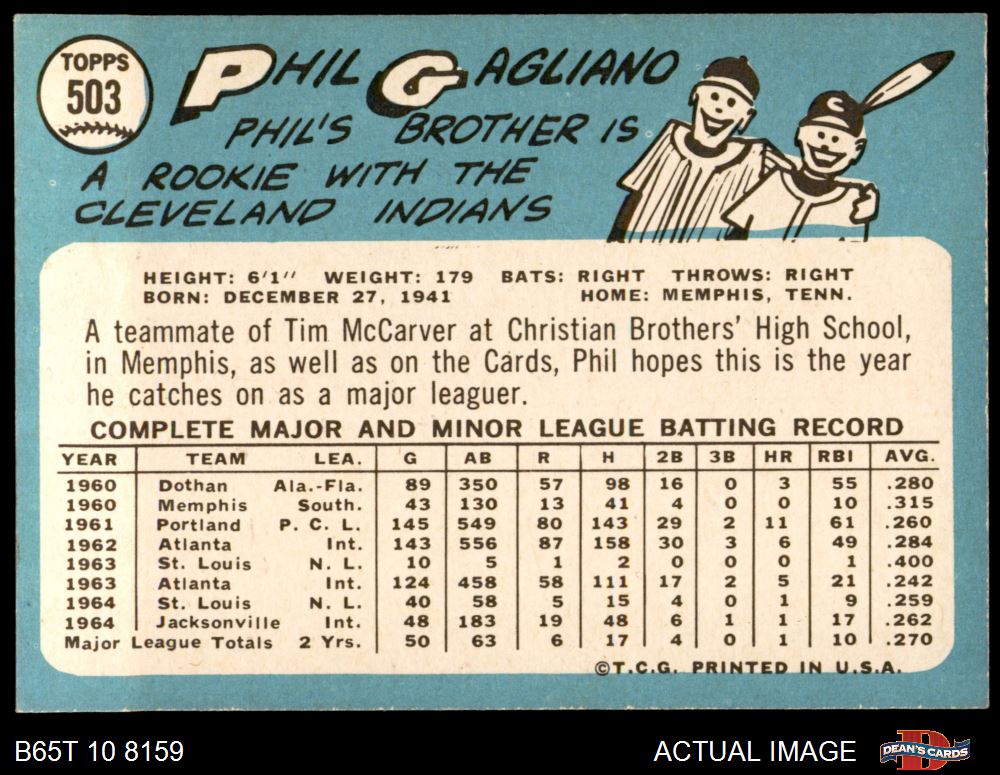 TOPPS
503
PHIL GAGLIANO
PHIL'S BROTHER IS
A ROOKIE WITH THE
CLEVELAND INDIANS
C
HEIGHT: 6'1" WEIGHT: 179 BATS: RIGHT THROWS: RIGHT
BORN: DECEMBER 27, 1941 HOME: MEMPHIS, TENN.
A teammate of Tim McCarver at Christian Brothers' High School,
in Memphis, as well as on the Cards, Phil hopes this is the year
he catches on as a major leaguer.
COMPLETE MAJOR AND MINOR LEAGUE BATTING RECORD
YEAR TEAM LEA. G AB R H 2B 3B HR RBI AVG.
1960 Dothan Ala.-Fla. 89 350 57 98 16 0 3 55 .280
1960 Memphis South. 43 130 13 41 4 0 0 10 .315
1961 Portland P. C. L. 145 549 80 143 29 2 11 61 .260
1962 Atlanta Int. 143 556 87 158 30 3 6 49 .284
1963 St. Louis N. L. 10 5 1 2 0 0 0 1 .400
1963 Atlanta Int. 124 458 58 111 17 2 5 21 .242
1964 St. Louis N. L. 40 58 5 15 4 0 1 9 .259
1964 Jacksonville Int. 48 183 19 48 6 1 1 17 .262
Major League Totals 2 Yrs. 50 63 6 17 4 0 1 10 .270
©T.C.G. PRINTED IN U.S.A.
B65T 10 8159
ACTUAL IMAGE
D
DEAN'S CARDS